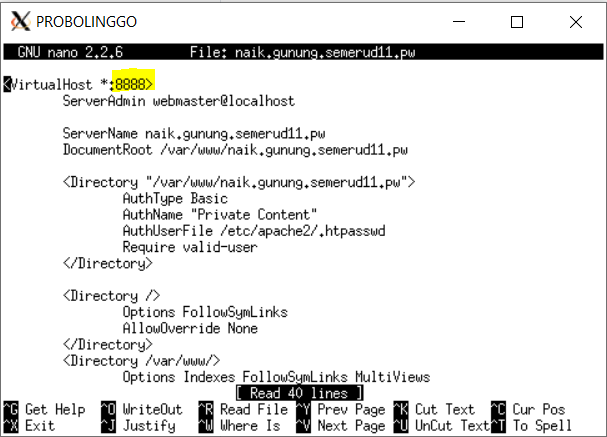 PROBOLINGGO
GNU nano 2.2.6 File: naik.gunung.semerud11.pw
<VirtualHost *:8888>
ServerAdmin webmaster@localhost
ServerName naik.gunung.semerud11.pw
DocumentRoot /var/www/naik.gunung.semerud11.pw
<Directory "/var/www/naik.gunung.semerud11.pw">
AuthType Basic
AuthName "Private Content"
AuthUserFile /etc/apache2/.htpasswd
Require valid-user
</Directory>
<Directory />
Options FollowSymLinks
AllowOverride None
</Directory>
<Directory /var/www/>
Options Indexes FollowSymLinks MultiViews
[ Read 40 lines ]
^G Get Help ^O WriteOut ^R Read File ^Y Prev Page ^K Cut Text ^C Cur Pos
^X Exit ^J Justify ^W Where Is ^V Next Page ^U UnCut Text^T To Spell